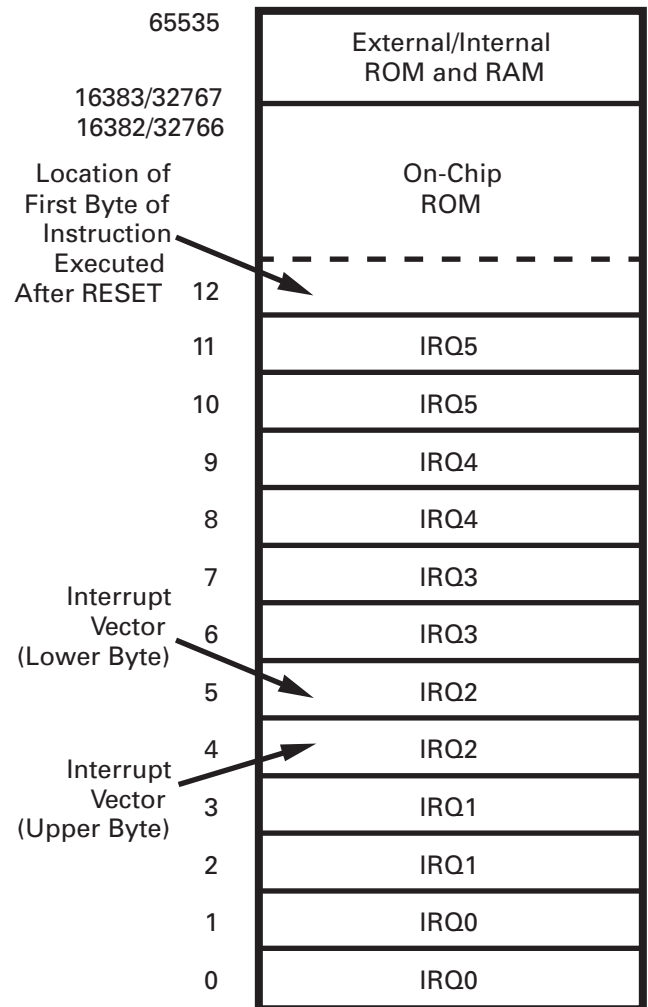 65535
External/Internal
ROM and RAM
16383/32767
16382/32766
Location of
First Byte of
Instruction
Executed
After RESET
On-Chip
ROM
12
11 IRQ5
10 IRQ5
9 IRQ4
8 IRQ4
7 IRQ3
Interrupt
Vector
(Lower Byte)
6 IRQ3
5 IRQ2
4 IRQ2
Interrupt
Vector
(Upper Byte)
3 IRQ1
2 IRQ1
1 IRQ0
0 IRQ0